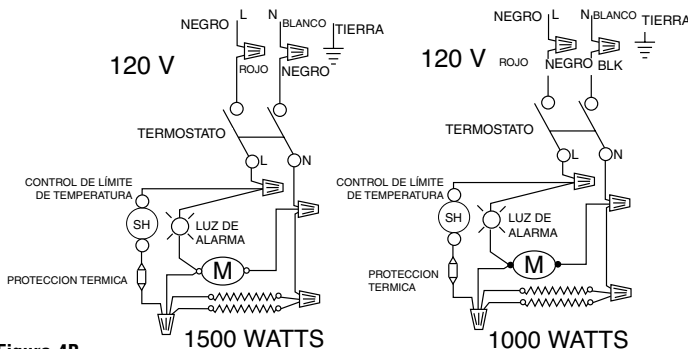 NEGRO L N BLANCO TIERRA
120 V ROJO NEGRO
TERMOSTATO
L N
CONTROL DE LÍMITE
DE TEMPERATURA
SH
LUZ DE
ALARMA
M
PROTECCION TERMICA
1500 WATTS
NEGRO L N BLANCO TIERRA
120 V ROJO NEGRO BLK
TERMOSTATO
L N
CONTROL DE LÍMITE
DE TEMPERATURA
SH
LUZ DE
ALARMA
M
PROTECCION
TERMICA
1000 WATTS